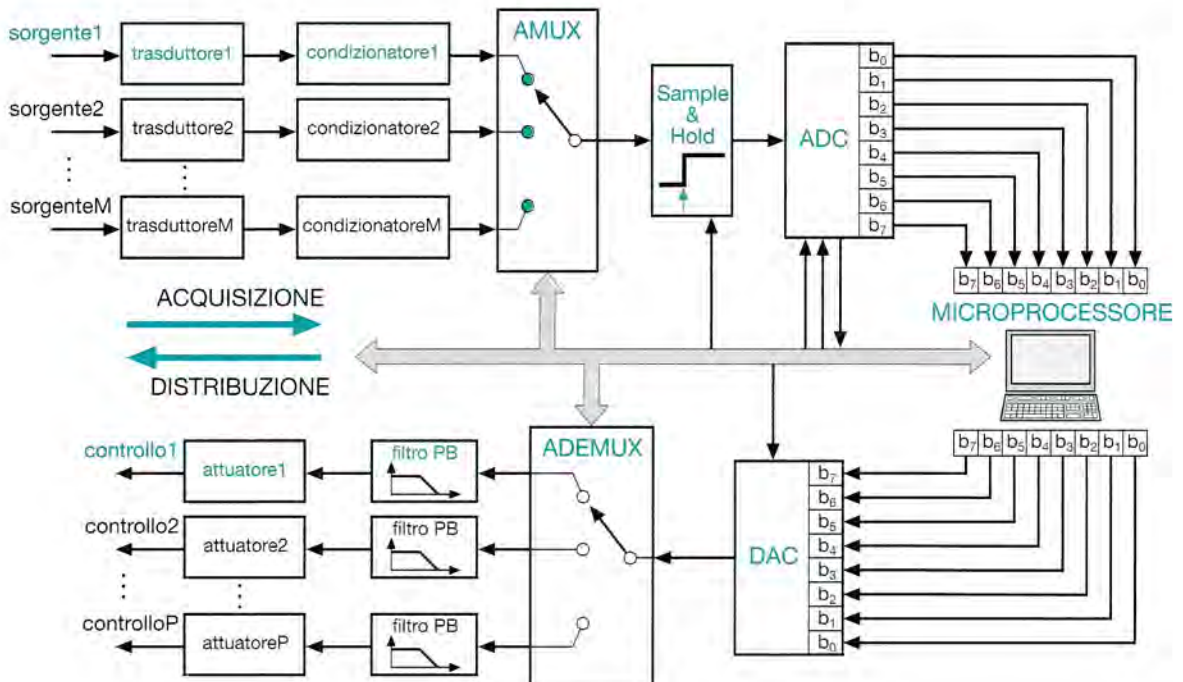 sorgente1
trasduttore1
condizionatore1
AMUX
sorgente2
trasduttore2
condizionatore2
sorgenteM
trasduttoreM
condizionatoreM
Sample
&
Hold
ADC
b0
b1
b2
b3
b4
b5
b6
b7
b7 b6 b5 b4 b3 b2 b1 b0
MICROPROCESSORE
ACQUISIZIONE
DISTRIBUZIONE
controllo1
attuatore1
filtro PB
ADEMUX
controllo2
attuatore2
filtro PB
controlloP
attuatoreP
filtro PB
DAC
b7
b6
b5
b4
b3
b2
b1
b0
b7 b6 b5 b4 b3 b2 b1 b0